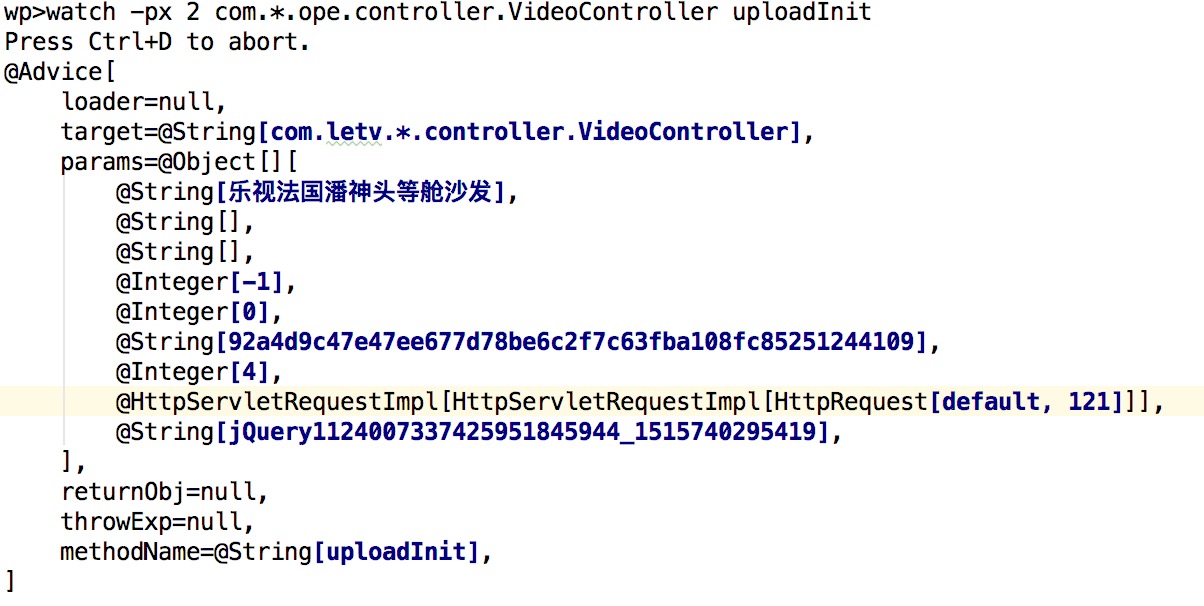 wp>watch -px 2 com.*.ope.controller.VideoController uploadInit
Press Ctrl+D to abort.
@Advice[
    loader=null,
    target=@String[com.letv.*.controller.VideoController],
    params=@Object[][
        @String[乐视法国潘神头等舱沙发],
        @String[],
        @String[],
        @Integer[-1],
        @Integer[0],
        @String[92a4d9c47e47ee677d78be6c2f7c63fba108fc85251244109],
        @Integer[4],
        @HttpServletRequestImpl[HttpServletRequestImpl[HttpRequest[default, 121]]],
        @String[jQuery1124007337425951845944_1515740295419],
    ],
    returnObj=null,
    throwExp=null,
    methodName=@String[uploadInit],
]